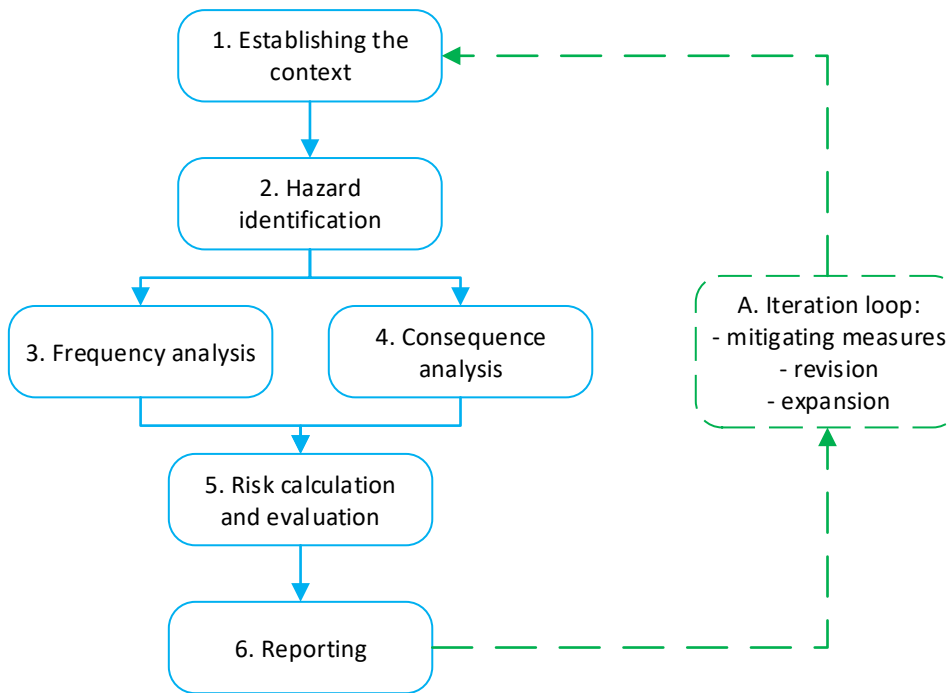 1. Establishing the
context
2. Hazard
identification
3. Frequency analysis
4. Consequence
analysis
A. Iteration loop:
- mitigating measures
- revision
- expansion
5. Risk calculation
and evaluation
6. Reporting